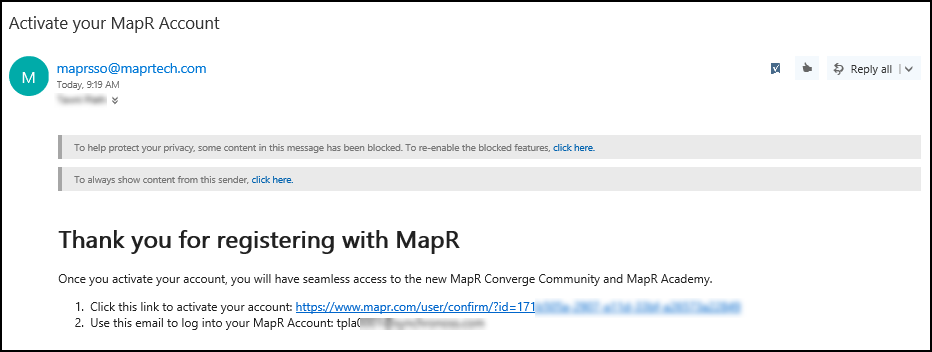 Activate your MapR Account
M
maprsso@maprtech.com
Today, 9:19 AM
Reply all
To help protect your privacy, some content in this message has been blocked. To re-enable the blocked features, click here.
To always show content from this sender, click here.
Thank you for registering with MapR
Once you activate your account, you will have seamless access to the new MapR Converge Community and MapR Academy.
1. Click this link to activate your account: https://www.mapr.com/user/confirm/?id=171
2. Use this email to log into your MapR Account: tpla